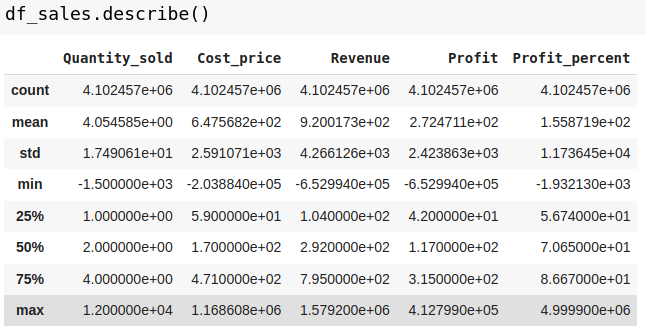 df_sales.describe()
Quantity_sold Cost_price Revenue Profit Profit_percent
count 4.102457e+06 4.102457e+06 4.102457e+06 4.102457e+06 4.102457e+06
mean 4.054585e+00 6.475682e+02 9.200173e+02 2.724711e+02 1.558719e+02
std 1.749061e+01 2.591071e+03 4.266126e+03 2.423863e+03 1.173645e+04
min -1.500000e+03 -2.038840e+05 -6.529940e+05 -6.529940e+05 -1.932130e+03
25% 1.000000e+00 5.900000e+01 1.040000e+02 4.200000e+01 5.674000e+01
50% 2.000000e+00 1.700000e+02 2.920000e+02 1.170000e+02 7.065000e+01
75% 4.000000e+00 4.710000e+02 7.950000e+02 3.150000e+02 8.667000e+01
max 1.200000e+04 1.168608e+06 1.579200e+06 4.127990e+05 4.999900e+06